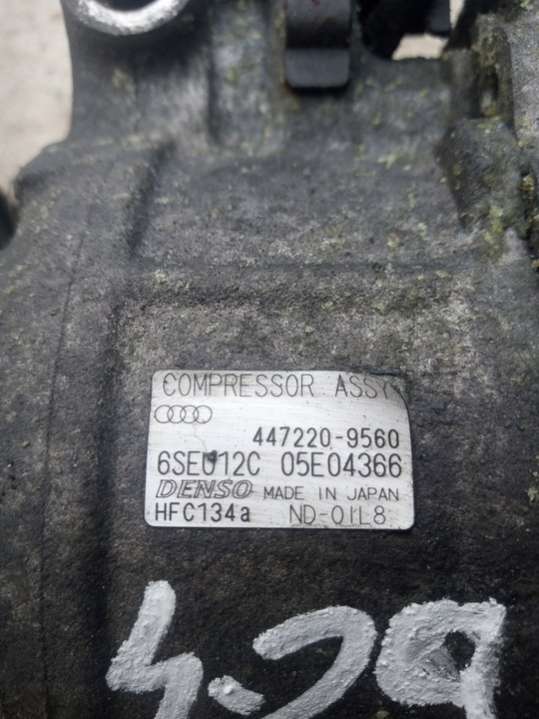 COMPRESSOR ASSY
447220-9560
6SEU12C 05E04366
DENSO MADE IN JAPAN
HFC134a ND-OIL8